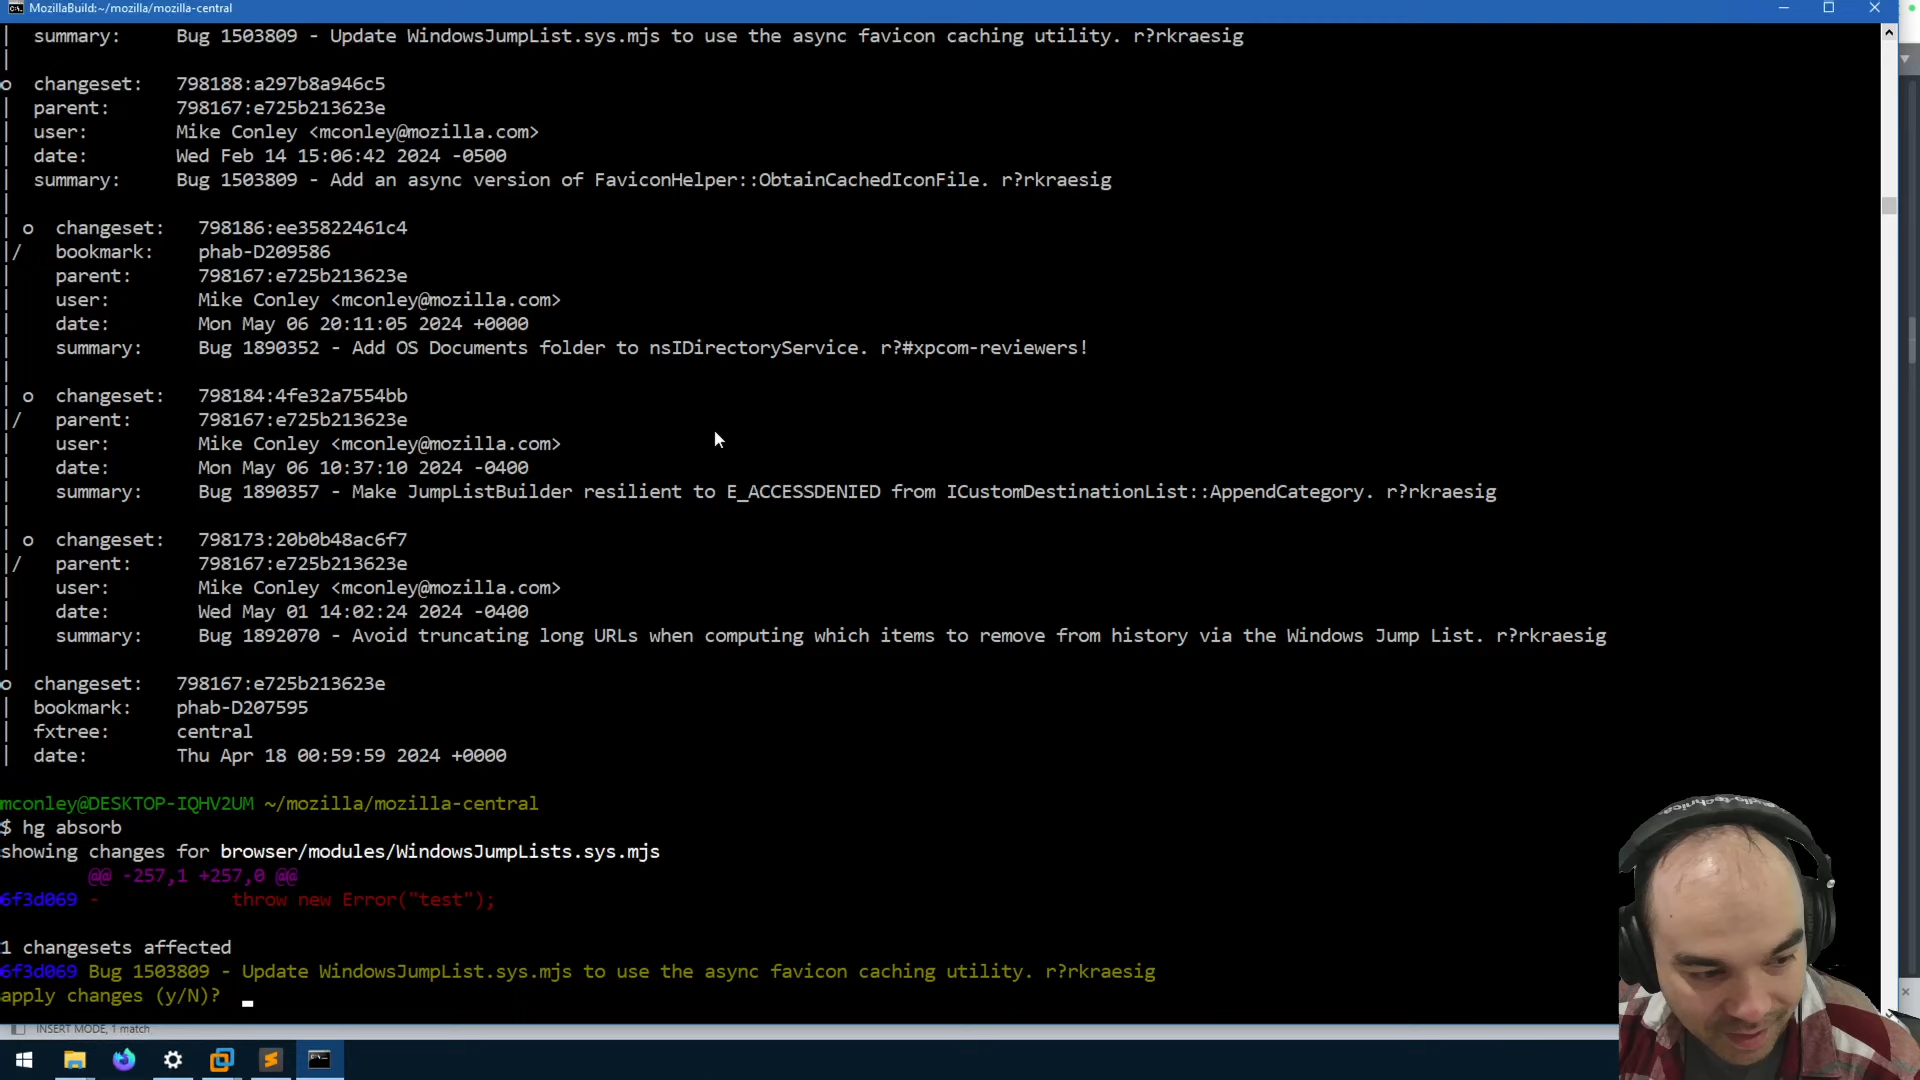 MozillaBuild:~/mozilla/mozilla-central
summary: Bug 1503809 - Update WindowsJumpList.sys.mjs to use the async favicon caching utility. r?rkraesig
o changeset: 798188:a297b8a946c5
parent: 798167:e725b213623e
user: Mike Conley <mconley@mozilla.com>
date: Wed Feb 14 15:06:42 2024 -0500
summary: Bug 1503809 - Add an async version of FaviconHelper::ObtainCachedIconFile. r?rkraesig
| o changeset: 798186:ee35822461c4
|/ bookmark: phab-D209586
| parent: 798167:e725b213623e
| user: Mike Conley <mconley@mozilla.com>
| date: Mon May 06 20:11:05 2024 +0000
| summary: Bug 1890352 - Add OS Documents folder to nsIDirectoryService. r?#xpcom-reviewers!
| o changeset: 798184:4fe32a7554bb
|/ parent: 798167:e725b213623e
| user: Mike Conley <mconley@mozilla.com>
| date: Mon May 06 10:37:10 2024 -0400
| summary: Bug 1890357 - Make JumpListBuilder resilient to E_ACCESSDENIED from ICustomDestinationList::AppendCategory. r?rkraesig
| o changeset: 798173:20b0b48ac6f7
|/ parent: 798167:e725b213623e
| user: Mike Conley <mconley@mozilla.com>
| date: Wed May 01 14:02:24 2024 -0400
| summary: Bug 1892070 - Avoid truncating long URLs when computing which items to remove from history via the Windows Jump List. r?rkraesig
o changeset: 798167:e725b213623e
| bookmark: phab-D207595
| fxtree: central
| date: Thu Apr 18 00:59:59 2024 +0000
mconley@DESKTOP-IQHV2UM ~/mozilla/mozilla-central
$ hg absorb
showing changes for browser/modules/WindowsJumpLists.sys.mjs
@@ -257,1 +257,0 @@
6f3d069 - throw new Error("test");
1 changesets affected
6f3d069 Bug 1503809 - Update WindowsJumpList.sys.mjs to use the async favicon caching utility. r?rkraesig
apply changes (y/N)?
INSERT MODE, 1 match